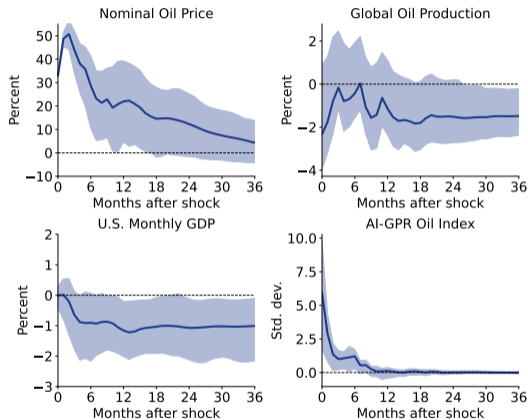 Nominal Oil Price
50
40
30
20
10
0
−10
Percent
0 6 12 18 24 30 36
Months after shock
Global Oil Production
2
0
−2
−4
Percent
0 6 12 18 24 30 36
Months after shock
U.S. Monthly GDP
2
1
0
−1
−2
−3
Percent
0 6 12 18 24 30 36
Months after shock
AI-GPR Oil Index
10.0
7.5
5.0
2.5
0.0
Std. dev.
0 6 12 18 24 30 36
Months after shock